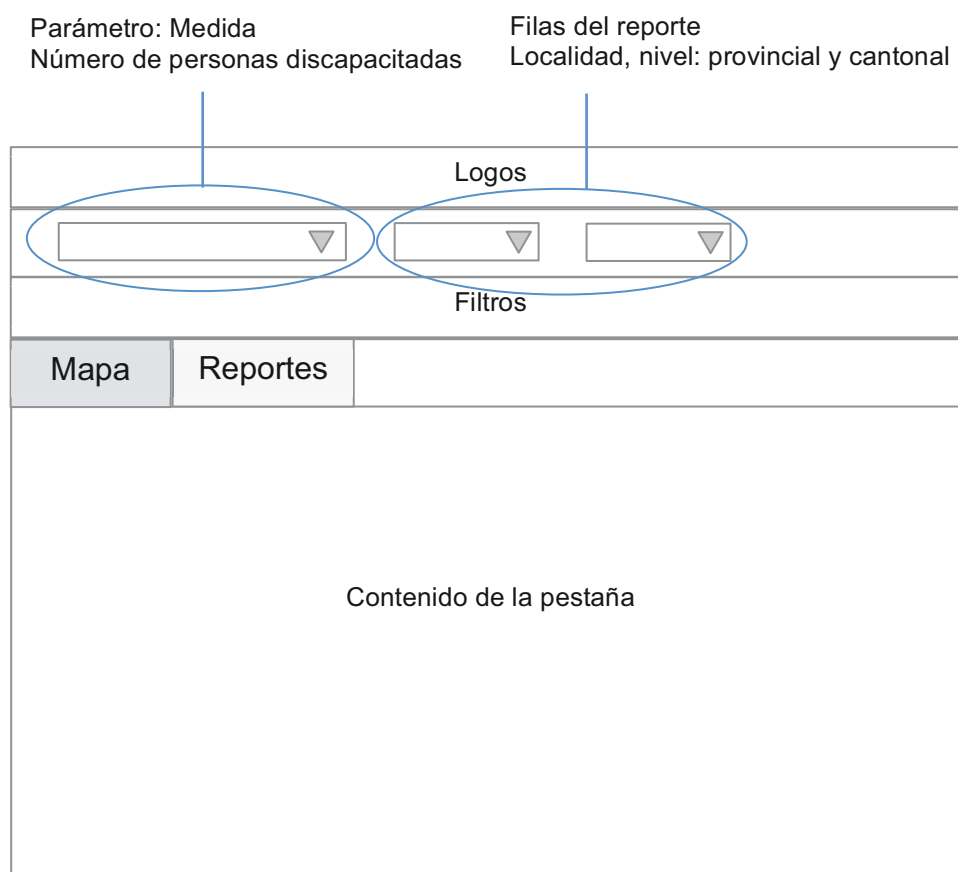 Parámetro: Medida
Número de personas discapacitadas
Filas del reporte
Localidad, nivel: provincial y cantonal
Logos
Filtros
Mapa
Reportes
Contenido de la pestaña